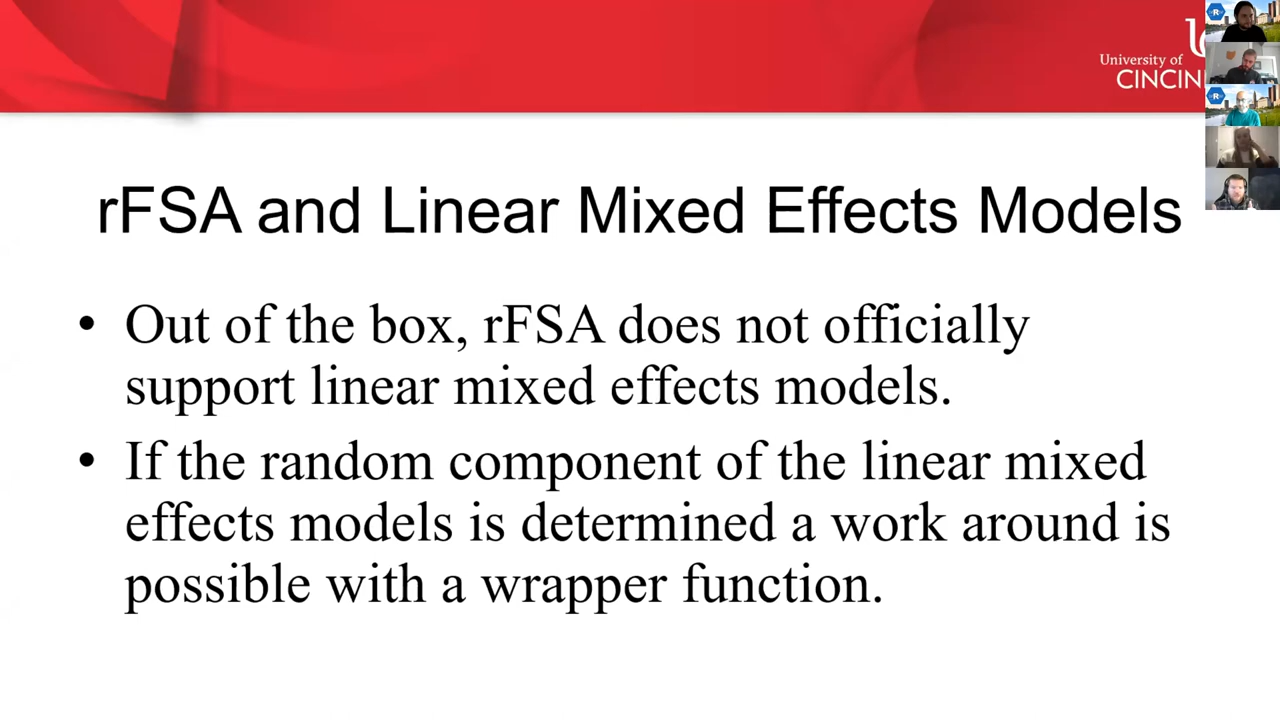 University of
rFSA and Linear Mixed Effects Models
• Out of the box, rFSA does not officially
support linear mixed effects models.
• If the random component of the linear mixed
effects models is determined a work around is
possible with a wrapper function.